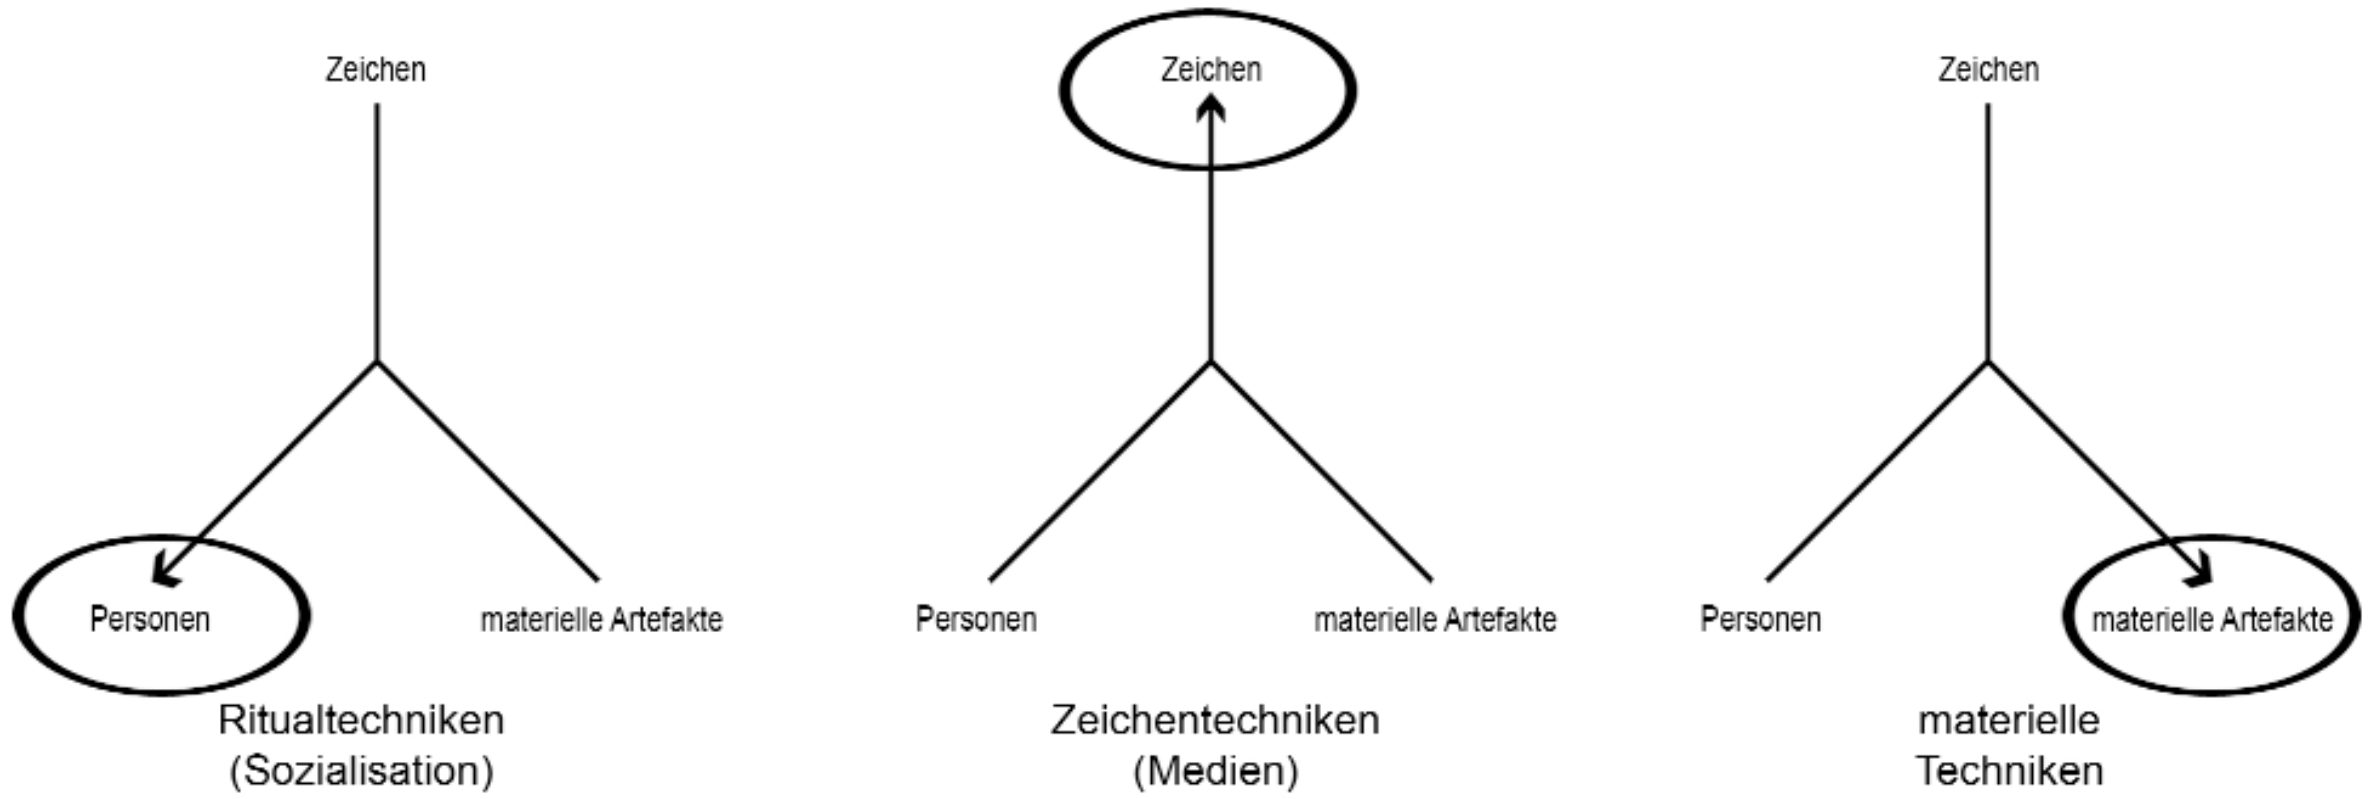 Zeichen
Personen
materielle Artefakte
Ritualtechniken
(Sozialisation)
Zeichen
Personen
materielle Artefakte
Zeichentechniken
(Medien)
Zeichen
Personen
materielle Artefakte
materielle
Techniken